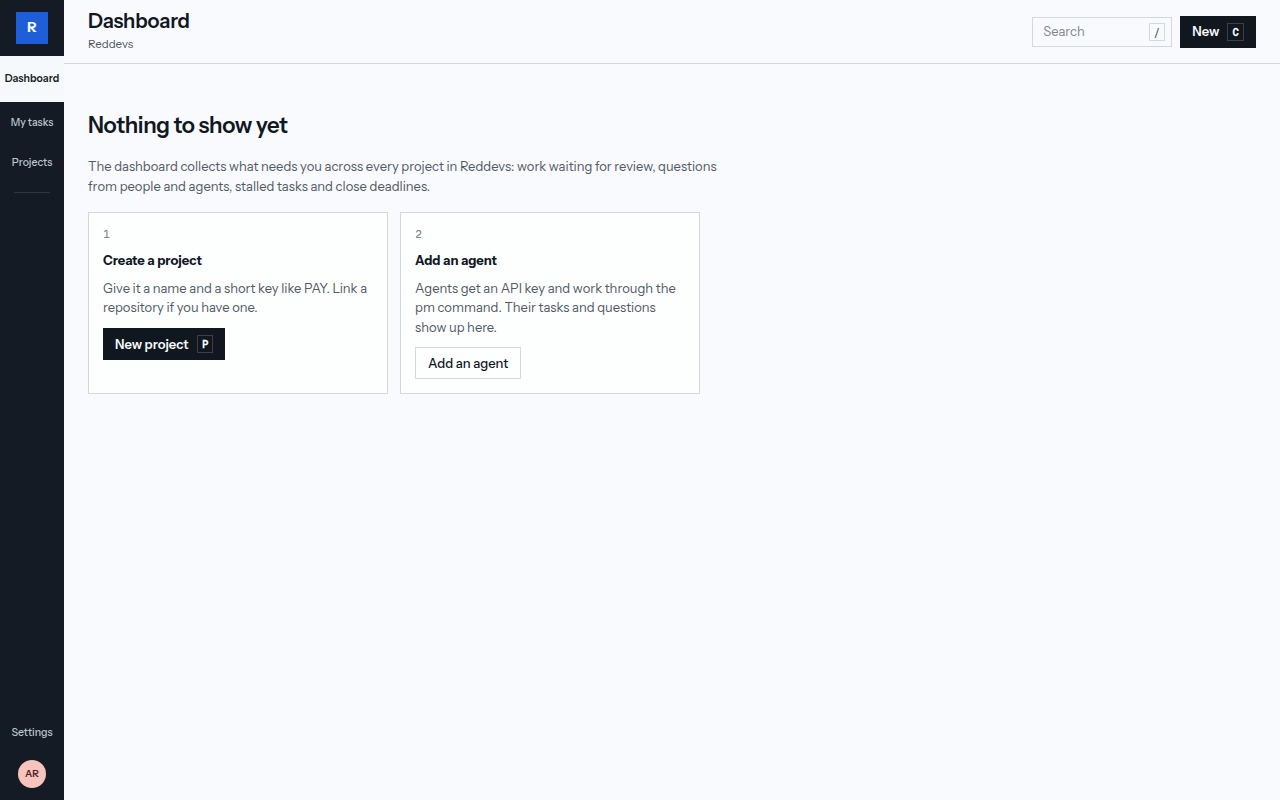 R
Dashboard
My tasks
Projects
Settings
AR
Dashboard
Reddevs
Search /
New C
Nothing to show yet
The dashboard collects what needs you across every project in Reddevs: work waiting for review, questions
from people and agents, stalled tasks and close deadlines.
1
Create a project
Give it a name and a short key like PAY. Link a
repository if you have one.
New project P
2
Add an agent
Agents get an API key and work through the
pm command. Their tasks and questions
show up here.
Add an agent